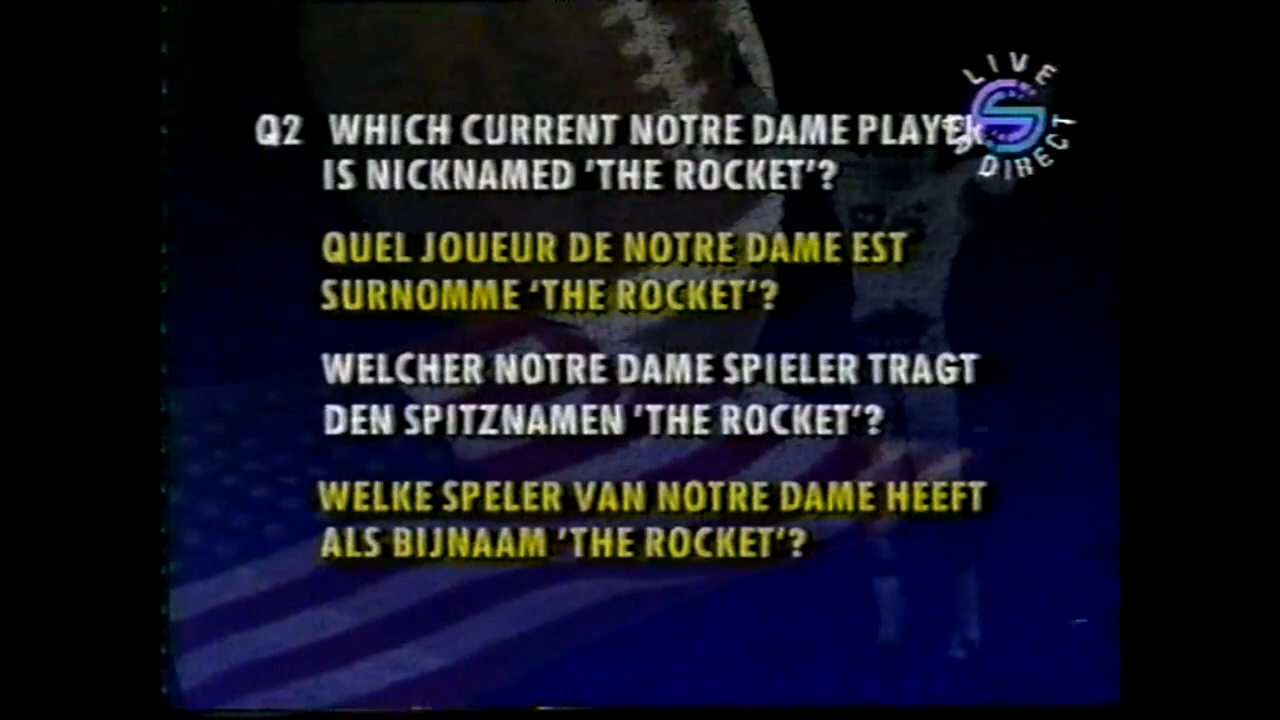 LIVE
S
DIRECT
Q2 WHICH CURRENT NOTRE DAME PLAYER
IS NICKNAMED 'THE ROCKET'?
QUEL JOUEUR DE NOTRE DAME EST
SURNOMME 'THE ROCKET'?
WELCHER NOTRE DAME SPIELER TRAGT
DEN SPITZNAMEN 'THE ROCKET'?
WELKE SPELER VAN NOTRE DAME HEEFT
ALS BIJNAAM 'THE ROCKET'?